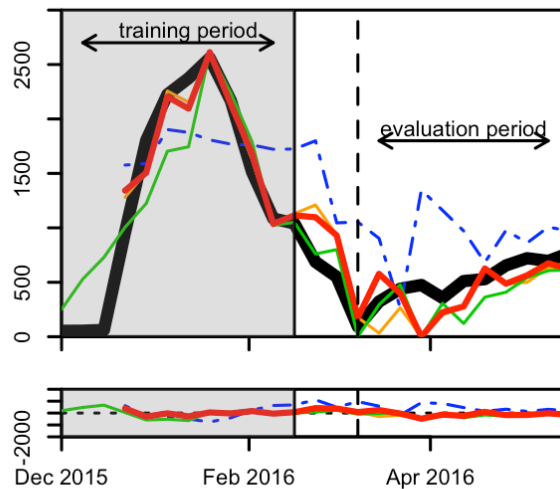 2500
training period
evaluation period
1500
500
0
-2000
Dec 2015 Feb 2016 Apr 2016